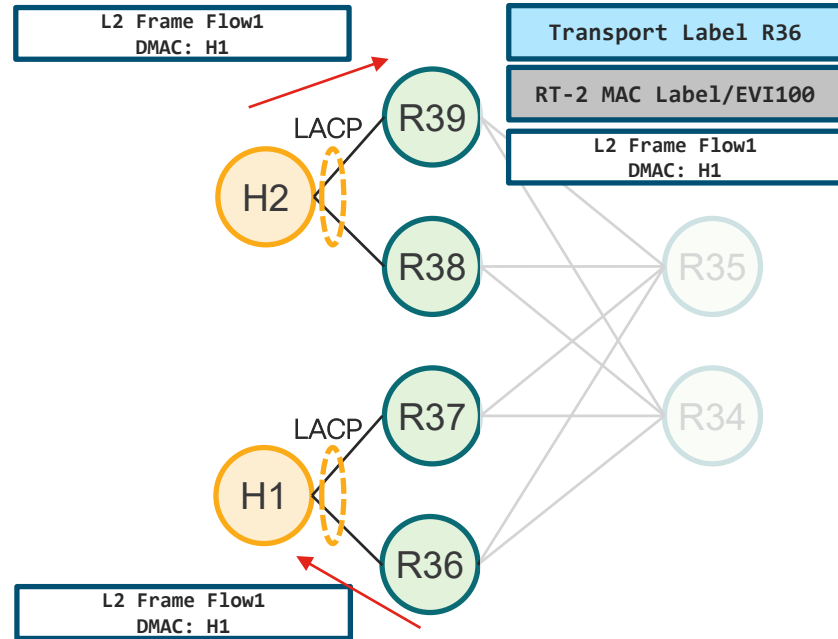 L2 Frame Flow1
DMAC: H1
Transport Label R36
RT-2 MAC Label/EVI100
L2 Frame Flow1
DMAC: H1
LACP
R39
H2
R38
R35
R37
R34
LACP
H1
R36
L2 Frame Flow1
DMAC: H1